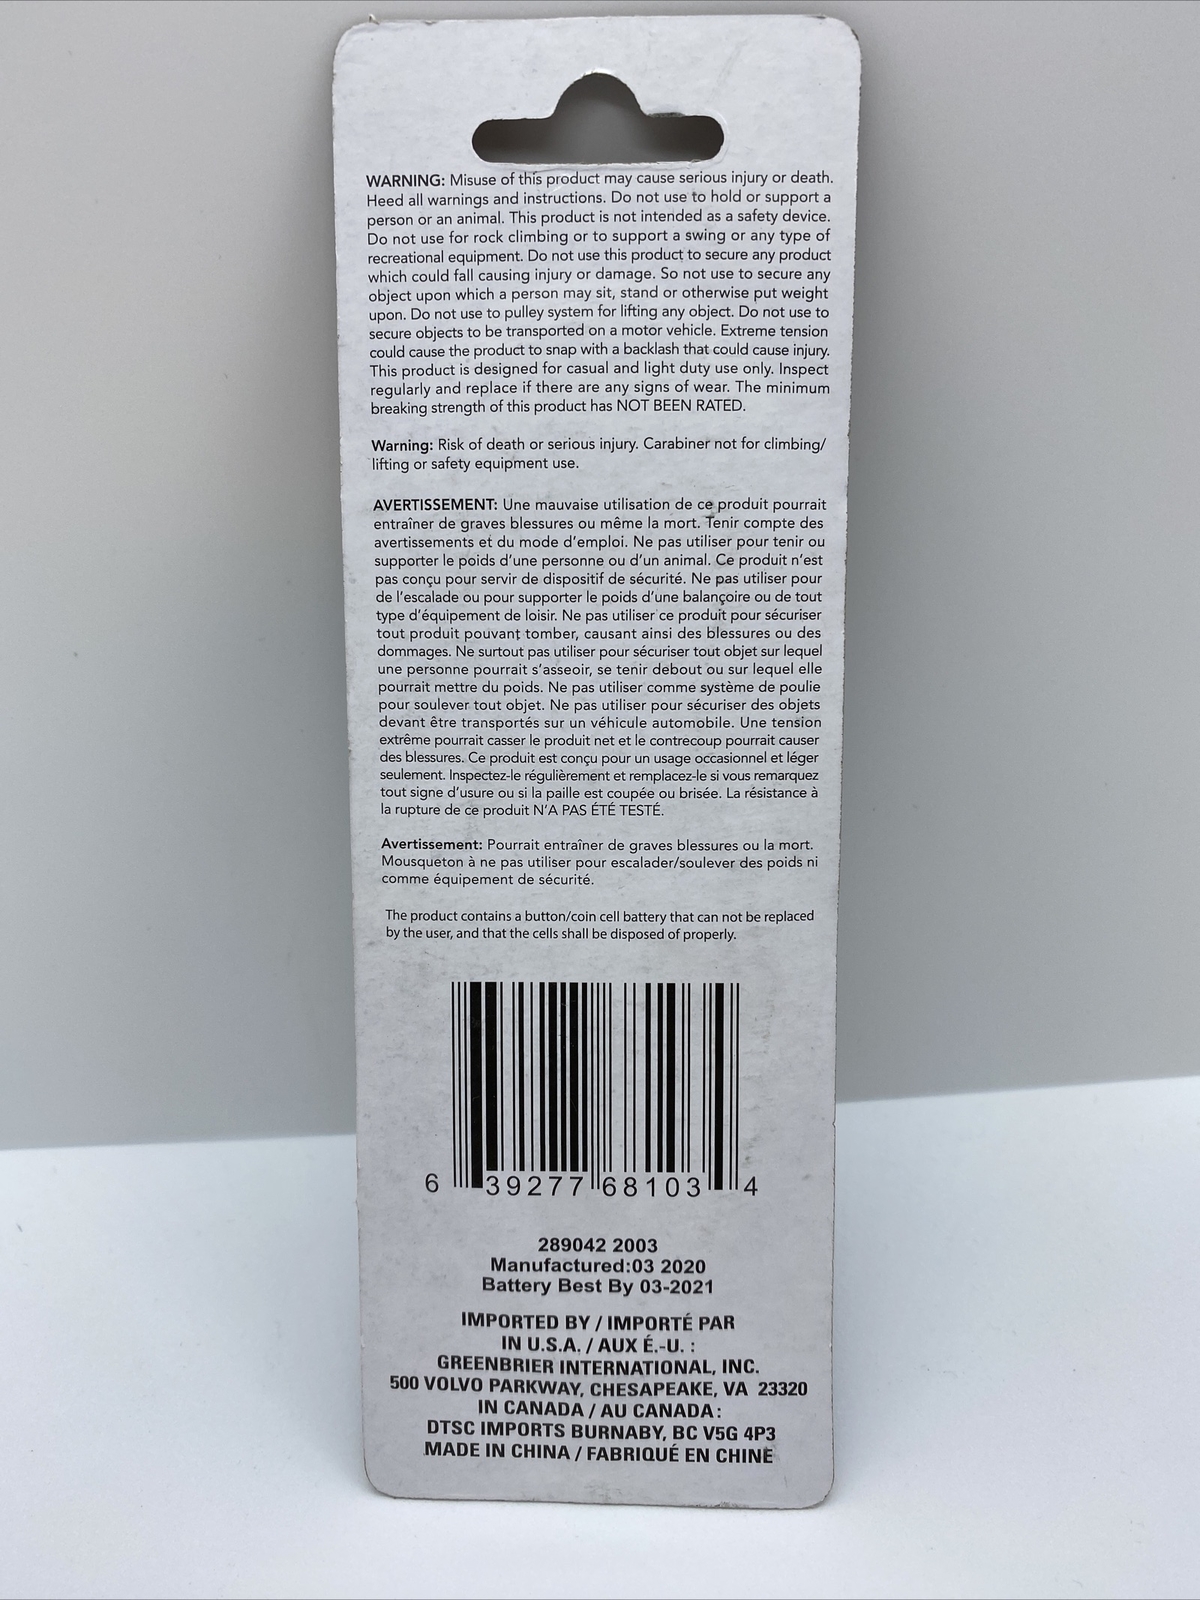 WARNING: Misuse of this product may cause serious injury or death.
Heed all warnings and instructions. Do not use to hold or support a
person or an animal. This product is not intended as a safety device.
Do not use for rock climbing or to support a swing or any type of
recreational equipment. Do not use this product to secure any product
which could fall causing injury or damage. So not use to secure any
object upon which a person may sit, stand or otherwise put weight
upon. Do not use to pulley system for lifting any object. Do not use to
secure objects to be transported on a motor vehicle. Extreme tension
could cause the product to snap with a backlash that could cause injury.
This product is designed for casual and light duty use only. Inspect
regularly and replace if there are any signs of wear. The minimum
breaking strength of this product has NOT BEEN RATED.
Warning: Risk of death or serious injury. Carabiner not for climbing/
lifting or safety equipment use.
AVERTISSEMENT: Une mauvaise utilisation de ce produit pourrait
entraîner de graves blessures ou même la mort. Tenir compte des
avertissements et du mode d'emploi. Ne pas utiliser pour tenir ou
supporter le poids d'une personne ou d'un animal. Ce produit n'est
pas conçu pour servir de dispositif de sécurité. Ne pas utiliser pour
de l'escalade ou pour supporter le poids d'une balançoire ou de tout
type d'équipement de loisir. Ne pas utiliser ce produit pour sécuriser
tout produit pouvant tomber, causant ainsi des blessures ou des
dommages. Ne surtout pas utiliser pour sécuriser tout objet sur lequel
une personne pourrait s'asseoir, se tenir debout ou sur lequel elle
pourrait mettre du poids. Ne pas utiliser comme système de poulie
pour soulever tout objet. Ne pas utiliser pour sécuriser des objets
devant être transportés sur un véhicule automobile. Une tension
extrême pourrait casser le produit net et le contrecoup pourrait causer
des blessures. Ce produit est conçu pour un usage occasionnel et léger
seulement. Inspectez-le régulièrement et remplacez-le si vous remarquez
tout signe d'usure ou si la paille est coupée ou brisée. La résistance à
la rupture de ce produit N'A PAS ÉTÉ TESTÉ.
Avertissement: Pourrait entraîner de graves blessures ou la mort.
Mousqueton à ne pas utiliser pour escalader/soulever des poids ni
comme équipement de sécurité.
The product contains a button/coin cell battery that can not be replaced
by the user, and that the cells shall be disposed of properly.
6 39277 68103 4
289042 2003
Manufactured:03 2020
Battery Best By 03-2021
IMPORTED BY / IMPORTÉ PAR
IN U.S.A. / AUX É.-U. :
GREENBRIER INTERNATIONAL, INC.
500 VOLVO PARKWAY, CHESAPEAKE, VA 23320
IN CANADA / AU CANADA:
DTSC IMPORTS BURNABY, BC V5G 4P3
MADE IN CHINA / FABRIQUÉ EN CHINE